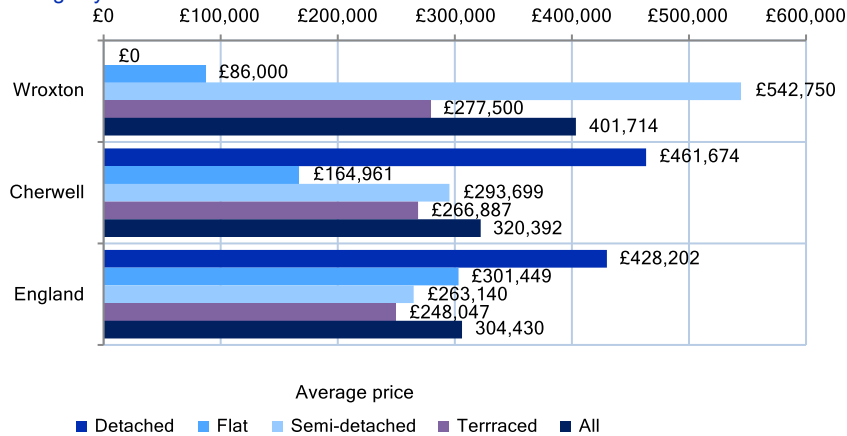 £0 £100,000 £200,000 £300,000 £400,000 £500,000 £600,000
£0
£86,000
Wroxton
£542,750
£277,500
401,714
£461,674
£164,961
Cherwell
£293,699
£266,887
320,392
£428,202
£301,449
England
£263,140
£248,047
304,430
Average price
Detached Flat Semi-detached Terrraced All